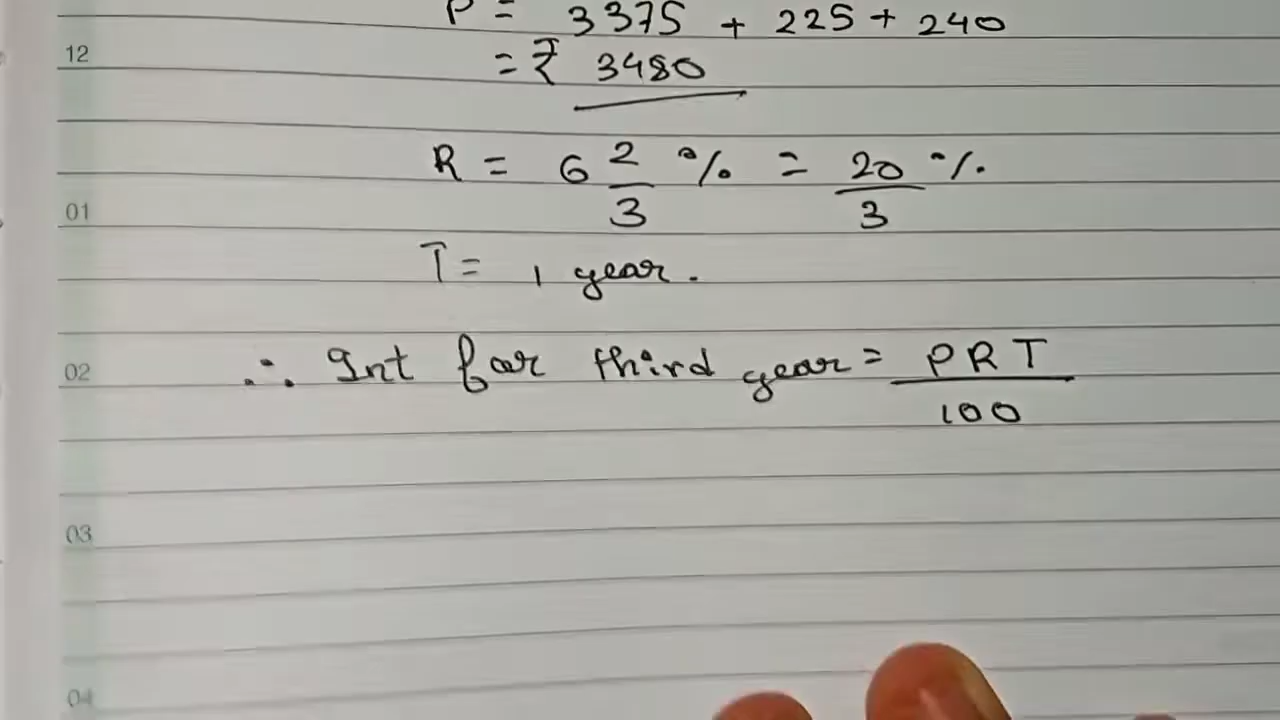 P = 3375 + 225 + 240
12
= ₹ 3480
R = 6 2/3 % = 20/3 %
01
T = 1 year.
02
∴ Int for third year = PRT/100
03
04